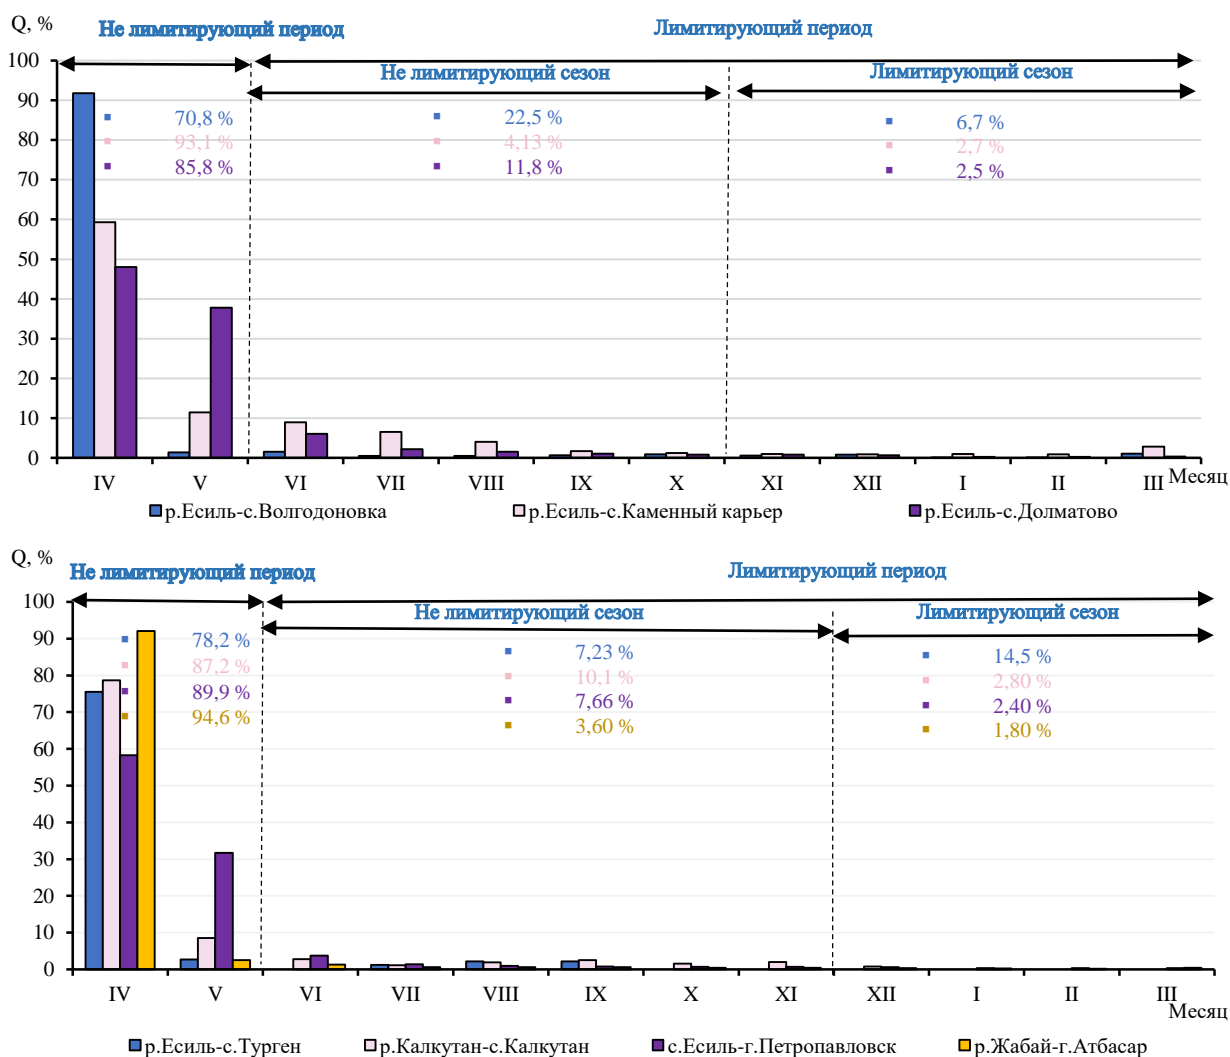 Q, %
Не лимитирующий период
Лимитирующий период
Не лимитирующий сезон
Лимитирующий сезон
100
90
80
70
60
50
40
30
20
10
0
70,8 %
93,1 %
85,8 %
22,5 %
4,13 %
11,8 %
6,7 %
2,7 %
2,5 %
IV V VI VII VIII IX X XI XII I II III Месяц
р.Есиль-с.Волгодоновка р.Есиль-с.Каменный карьер р.Есиль-с.Долматово
Q, %
Не лимитирующий период
Лимитирующий период
Не лимитирующий сезон
Лимитирующий сезон
100
90
80
70
60
50
40
30
20
10
0
78,2 %
87,2 %
89,9 %
94,6 %
7,23 %
10,1 %
7,66 %
3,60 %
14,5 %
2,80 %
2,40 %
1,80 %
IV V VI VII VIII IX X XI XII I II III
Месяц
р.Есиль-с.Турген р.Калкутан-с.Калкутан с.Есиль-г.Петропавловск р.Жабай-г.Атбасар